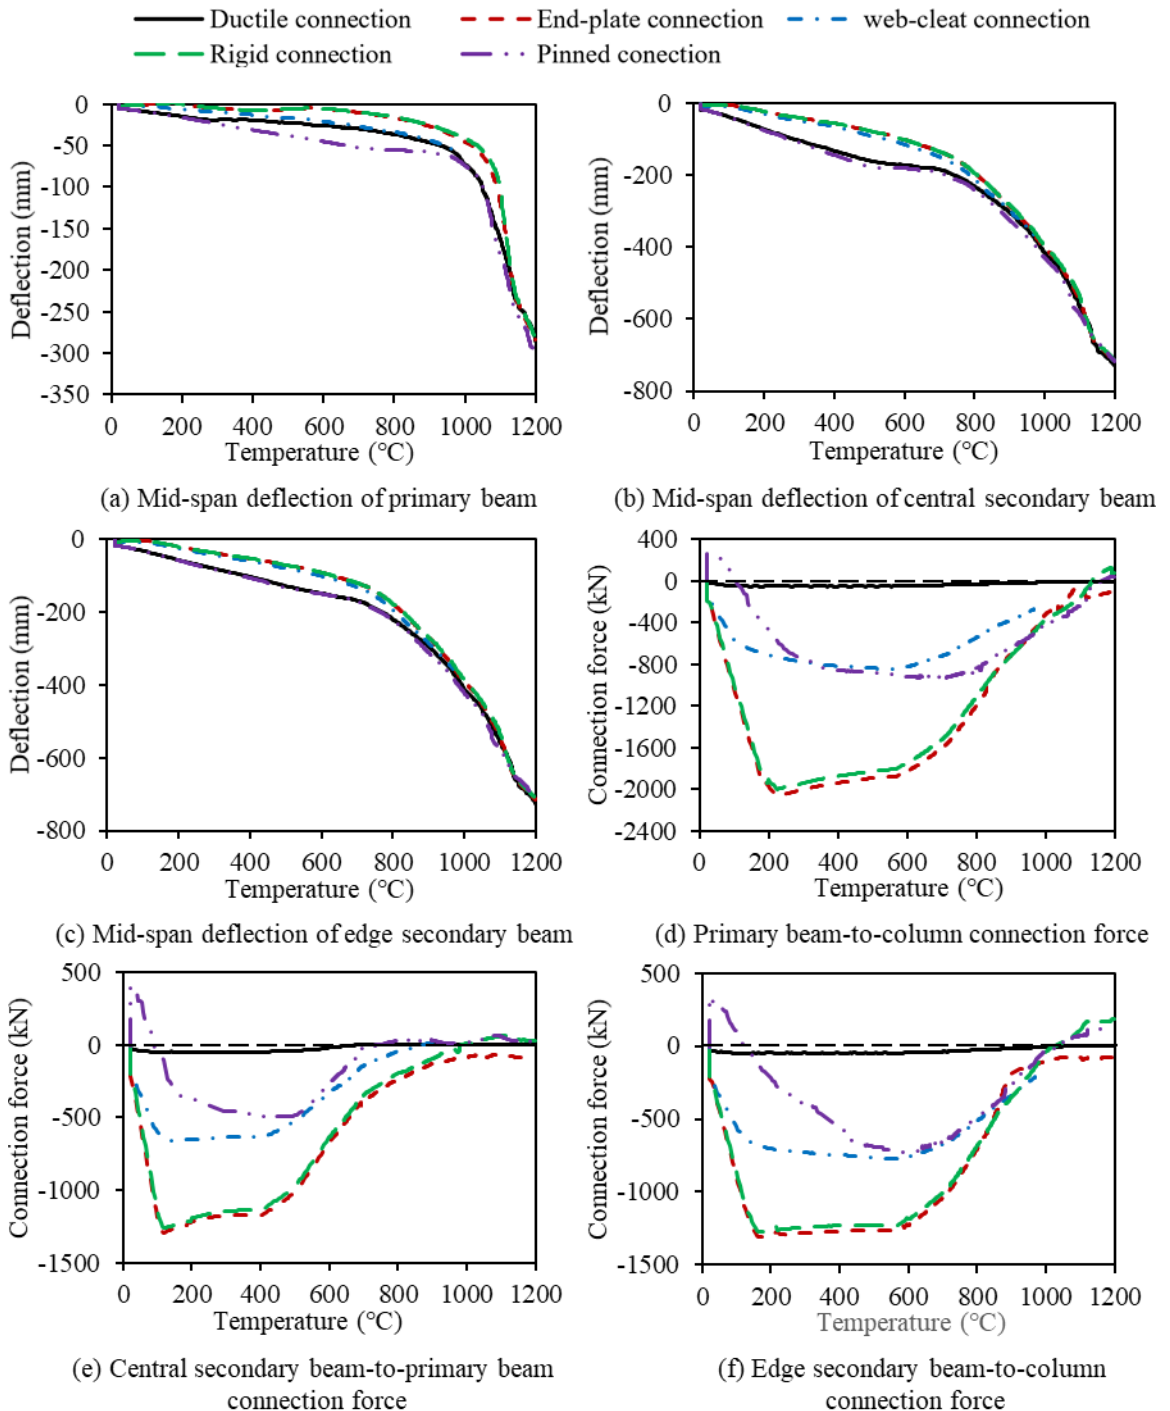 Ductile connection
End-plate connection
web-cleat connection
Rigid connection
Pinned conection
0
-50
-100
-150
-200
-250
-300
-350
Deflection (mm)
0 200 400 600 800 1000 1200
Temperature (°C)
(a) Mid-span deflection of primary beam
0
-200
-400
-600
-800
Deflection (mm)
0 200 400 600 800 1000 1200
Temperature (°C)
(b) Mid-span deflection of central secondary beam
0
-200
-400
-600
-800
Deflection (mm)
0 200 400 600 800 1000 1200
Temperature (°C)
(c) Mid-span deflection of edge secondary beam
400
0
-400
-800
-1200
-1600
-2000
-2400
Connection force (kN)
0 200 400 600 800 1000 1200
Temperature (°C)
(d) Primary beam-to-column connection force
500
0
-500
-1000
-1500
Connection force (kN)
0 200 400 600 800 1000 1200
Temperature (°C)
(e) Central secondary beam-to-primary beam
connection force
500
0
-500
-1000
-1500
Connection force (kN)
0 200 400 600 800 1000 1200
Temperature (°C)
(f) Edge secondary beam-to-column
connection force